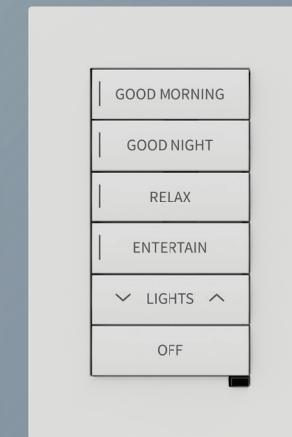 GOOD MORNING
GOOD NIGHT
RELAX
ENTERTAIN
LIGHTS
OFF